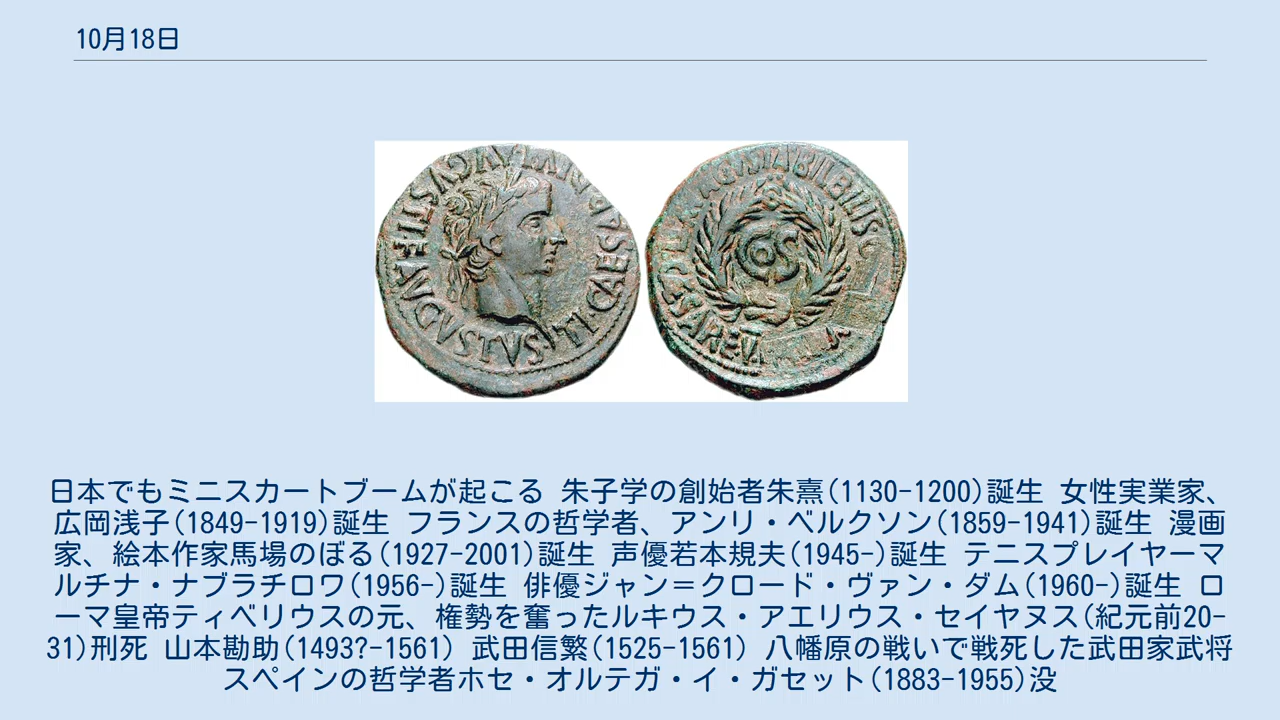 10月18日
TI·CAESAR DIVI AVGVSTI·F·AVGVSTVS
BILBILIS
COS
日本でもミニスカートブームが起こる 朱子学の創始者朱熹(1130-1200)誕生 女性実業家、
広岡浅子(1849-1919)誕生 フランスの哲学者、アンリ・ベルクソン(1859-1941)誕生 漫画
家、絵本作家馬場のぼる(1927-2001)誕生 声優若本規夫(1945-)誕生 テニスプレイヤーマ
ルチナ・ナブラチロワ(1956-)誕生 俳優ジャン＝クロード・ヴァン・ダム(1960-)誕生 ロ
ーマ皇帝ティベリウスの元、権勢を奮ったルキウス・アエリウス・セイヤヌス(紀元前20-
31)刑死 山本勘助(1493?-1561) 武田信繁(1525-1561) 八幡原の戦いで戦死した武田家武将
スペインの哲学者ホセ・オルテガ・イ・ガセット(1883-1955)没